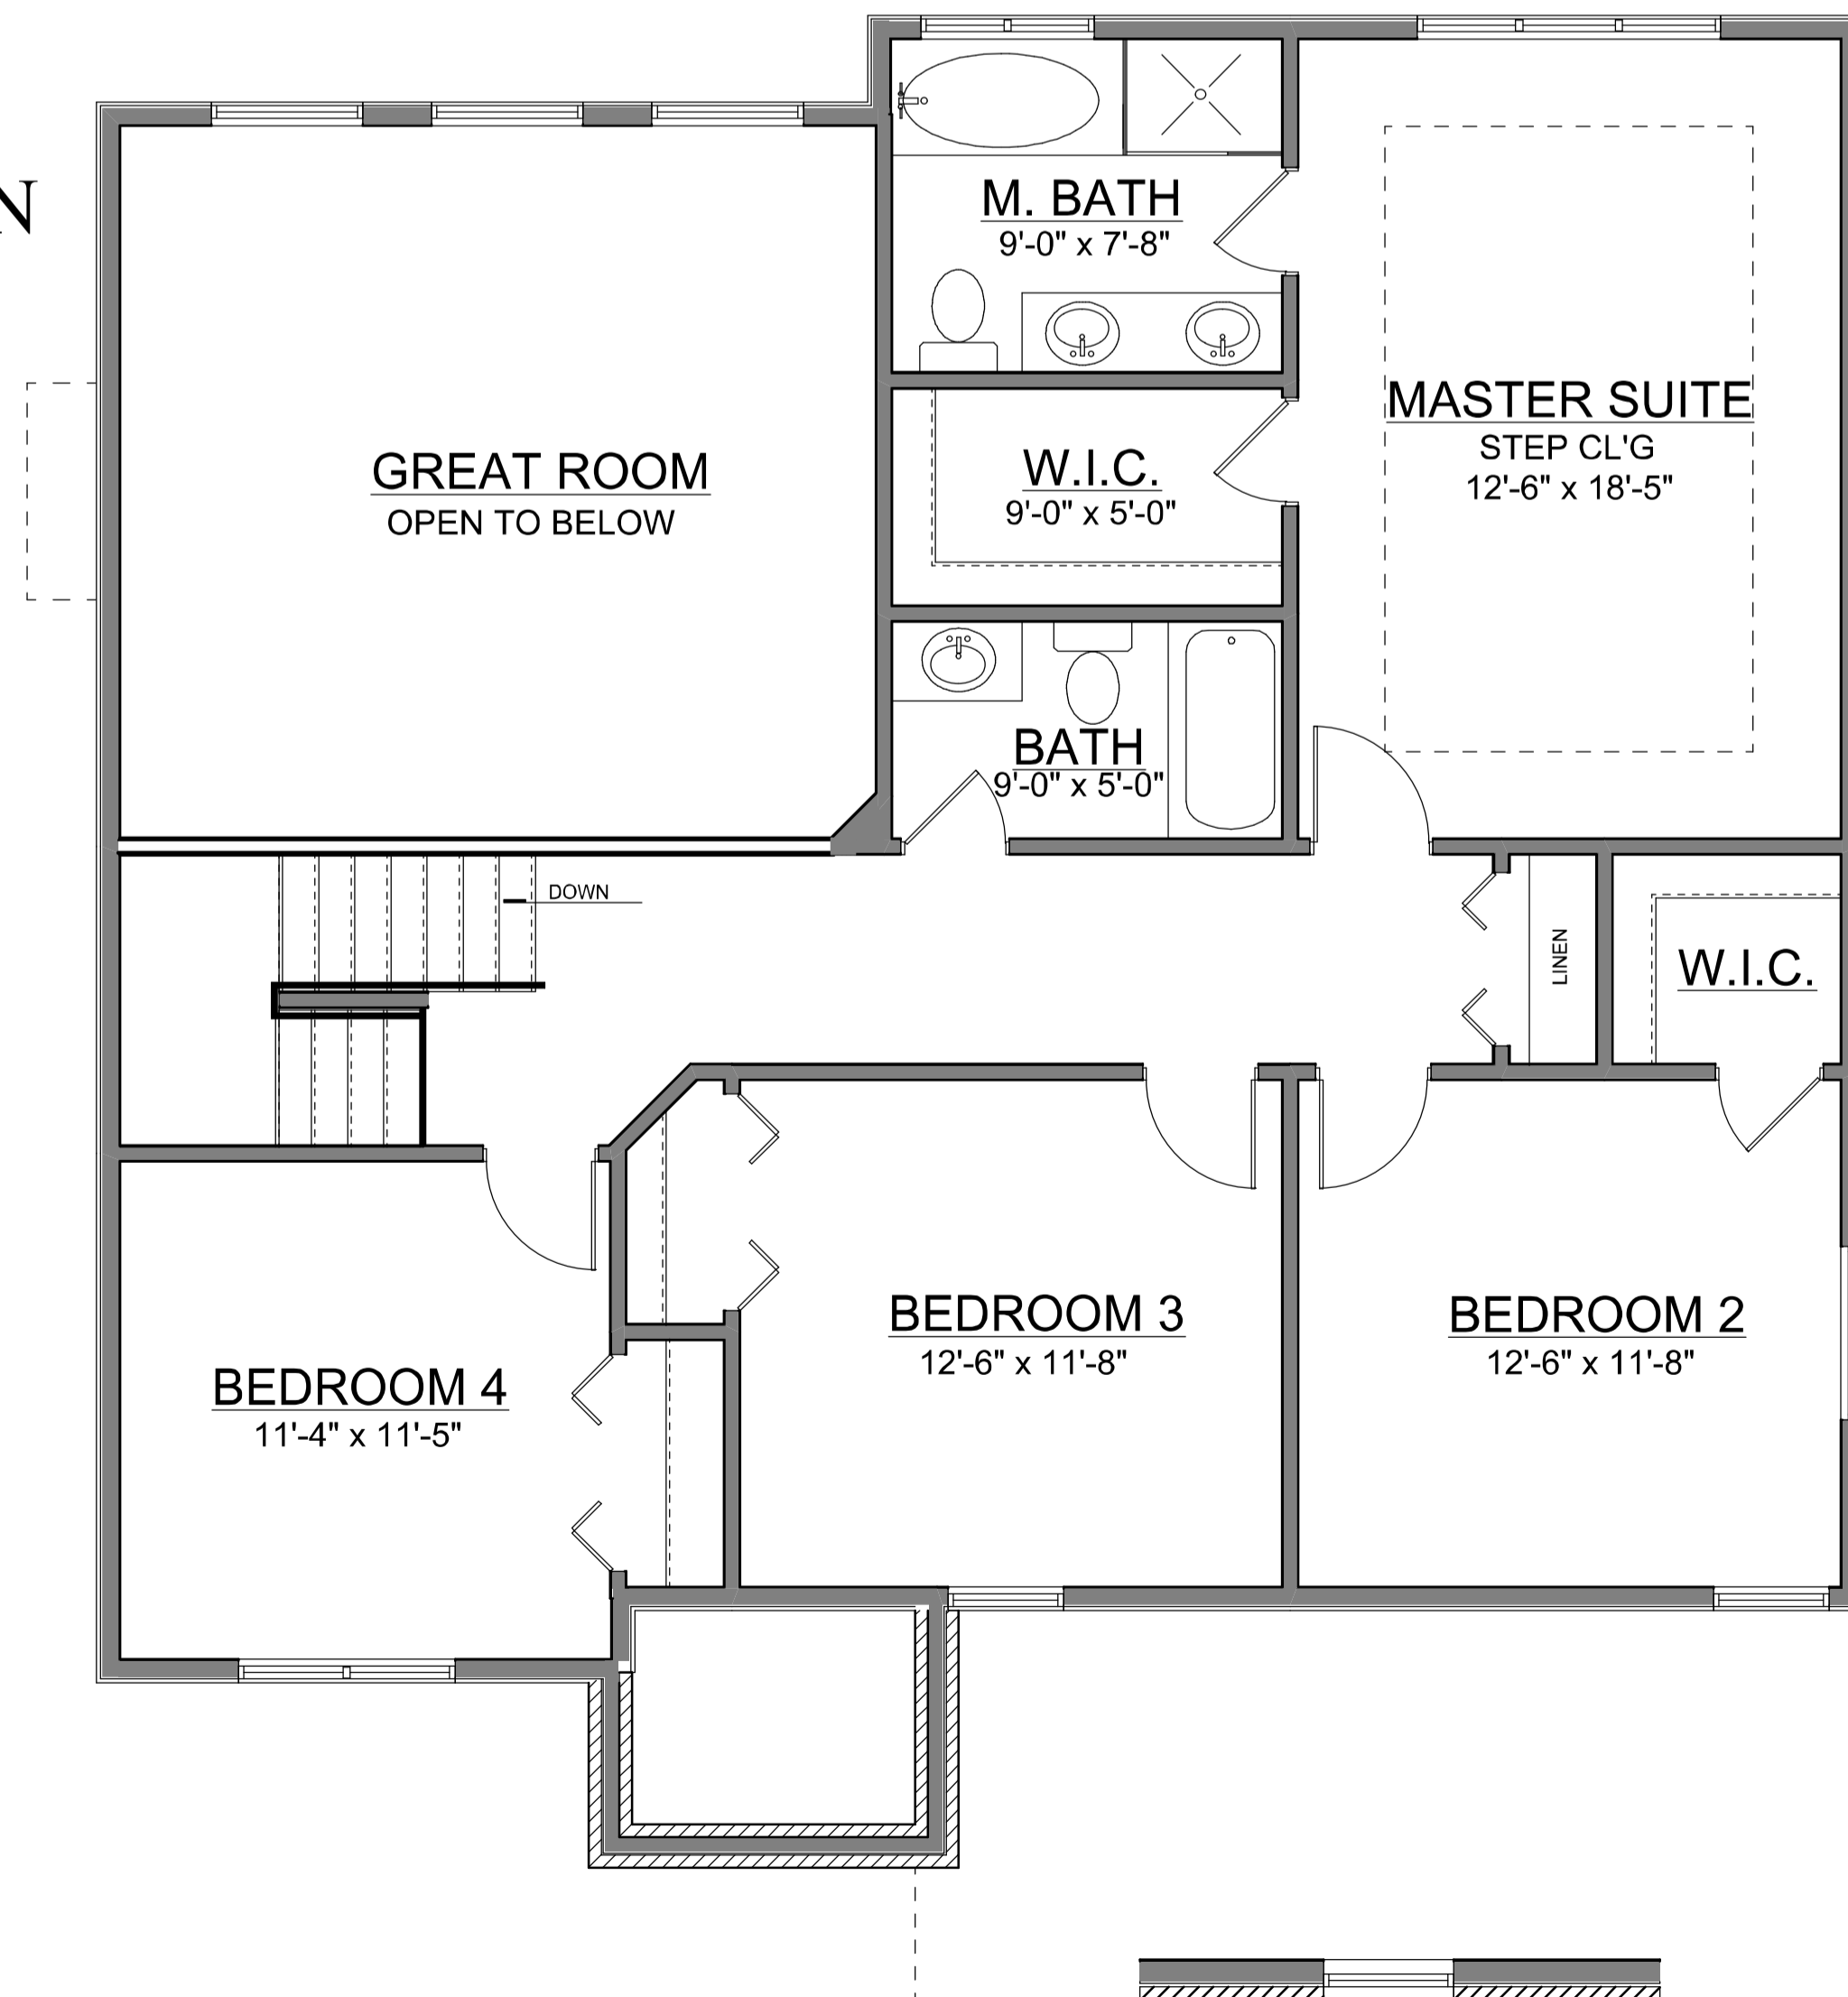 N
M. BATH
9'-0" x 7'-8"
MASTER SUITE
STEP CL'G
12'-6" x 18'-5"
GREAT ROOM
OPEN TO BELOW
W.I.C.
9'-0" x 5'-0"
BATH
9'-0" x 5'-0"
DOWN
LINEN
W.I.C.
BEDROOM 3
12'-6" x 11'-8"
BEDROOM 2
12'-6" x 11'-8"
BEDROOM 4
11'-4" x 11'-5"